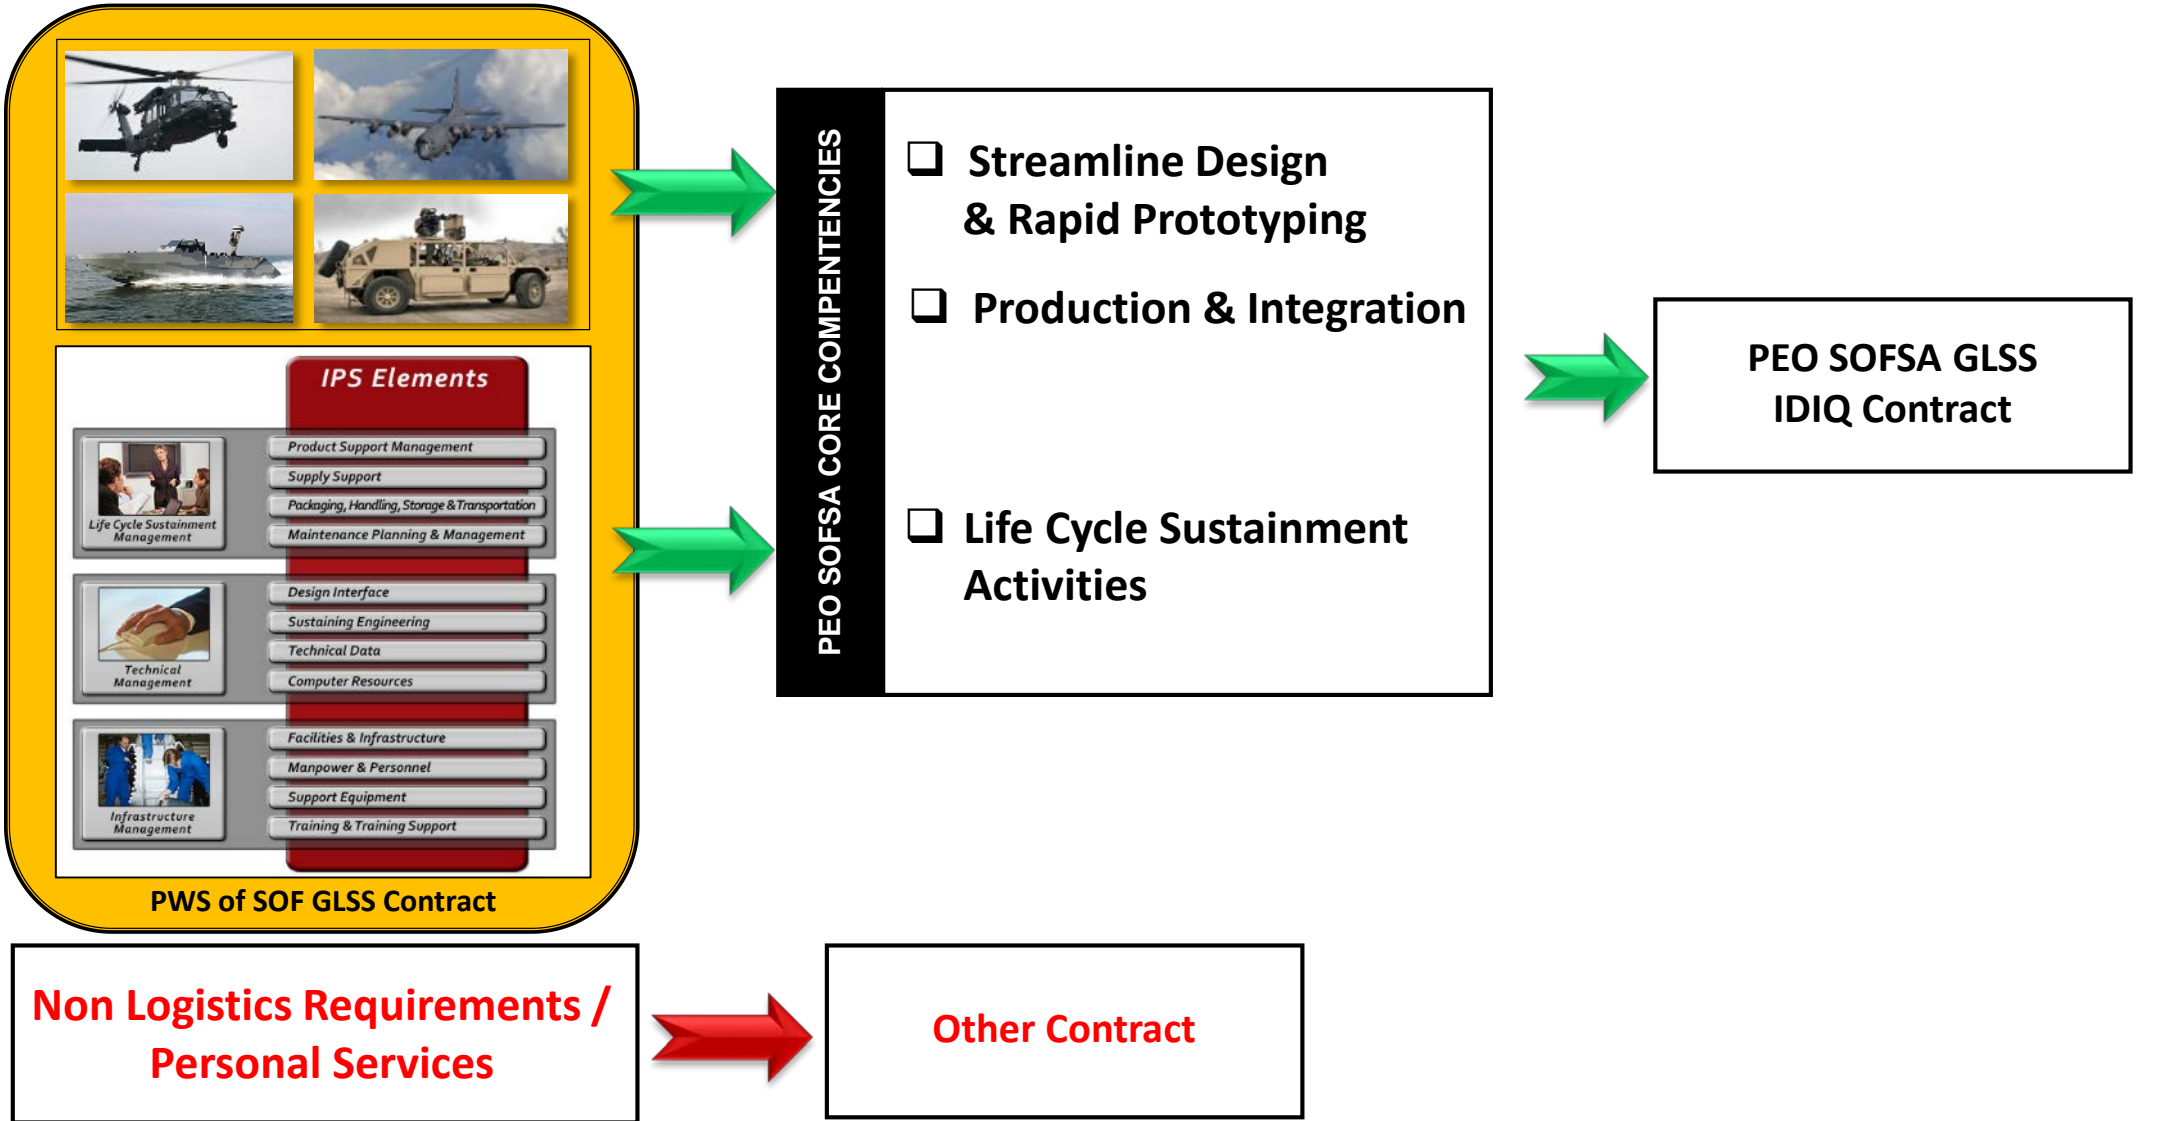 IPS Elements
Life Cycle Sustainment
Management
Product Support Management
Supply Support
Packaging, Handling, Storage & Transportation
Maintenance Planning & Management
Technical
Management
Design Interface
Sustaining Engineering
Technical Data
Computer Resources
Infrastructure
Management
Facilities & Infrastructure
Manpower & Personnel
Support Equipment
Training & Training Support
PWS of SOF GLSS Contract
PEO SOFSA CORE COMPENTENCIES
Streamline Design
& Rapid Prototyping
Production & Integration
Life Cycle Sustainment
Activities
PEO SOFSA GLSS
IDIQ Contract
Non Logistics Requirements /
Personal Services
Other Contract